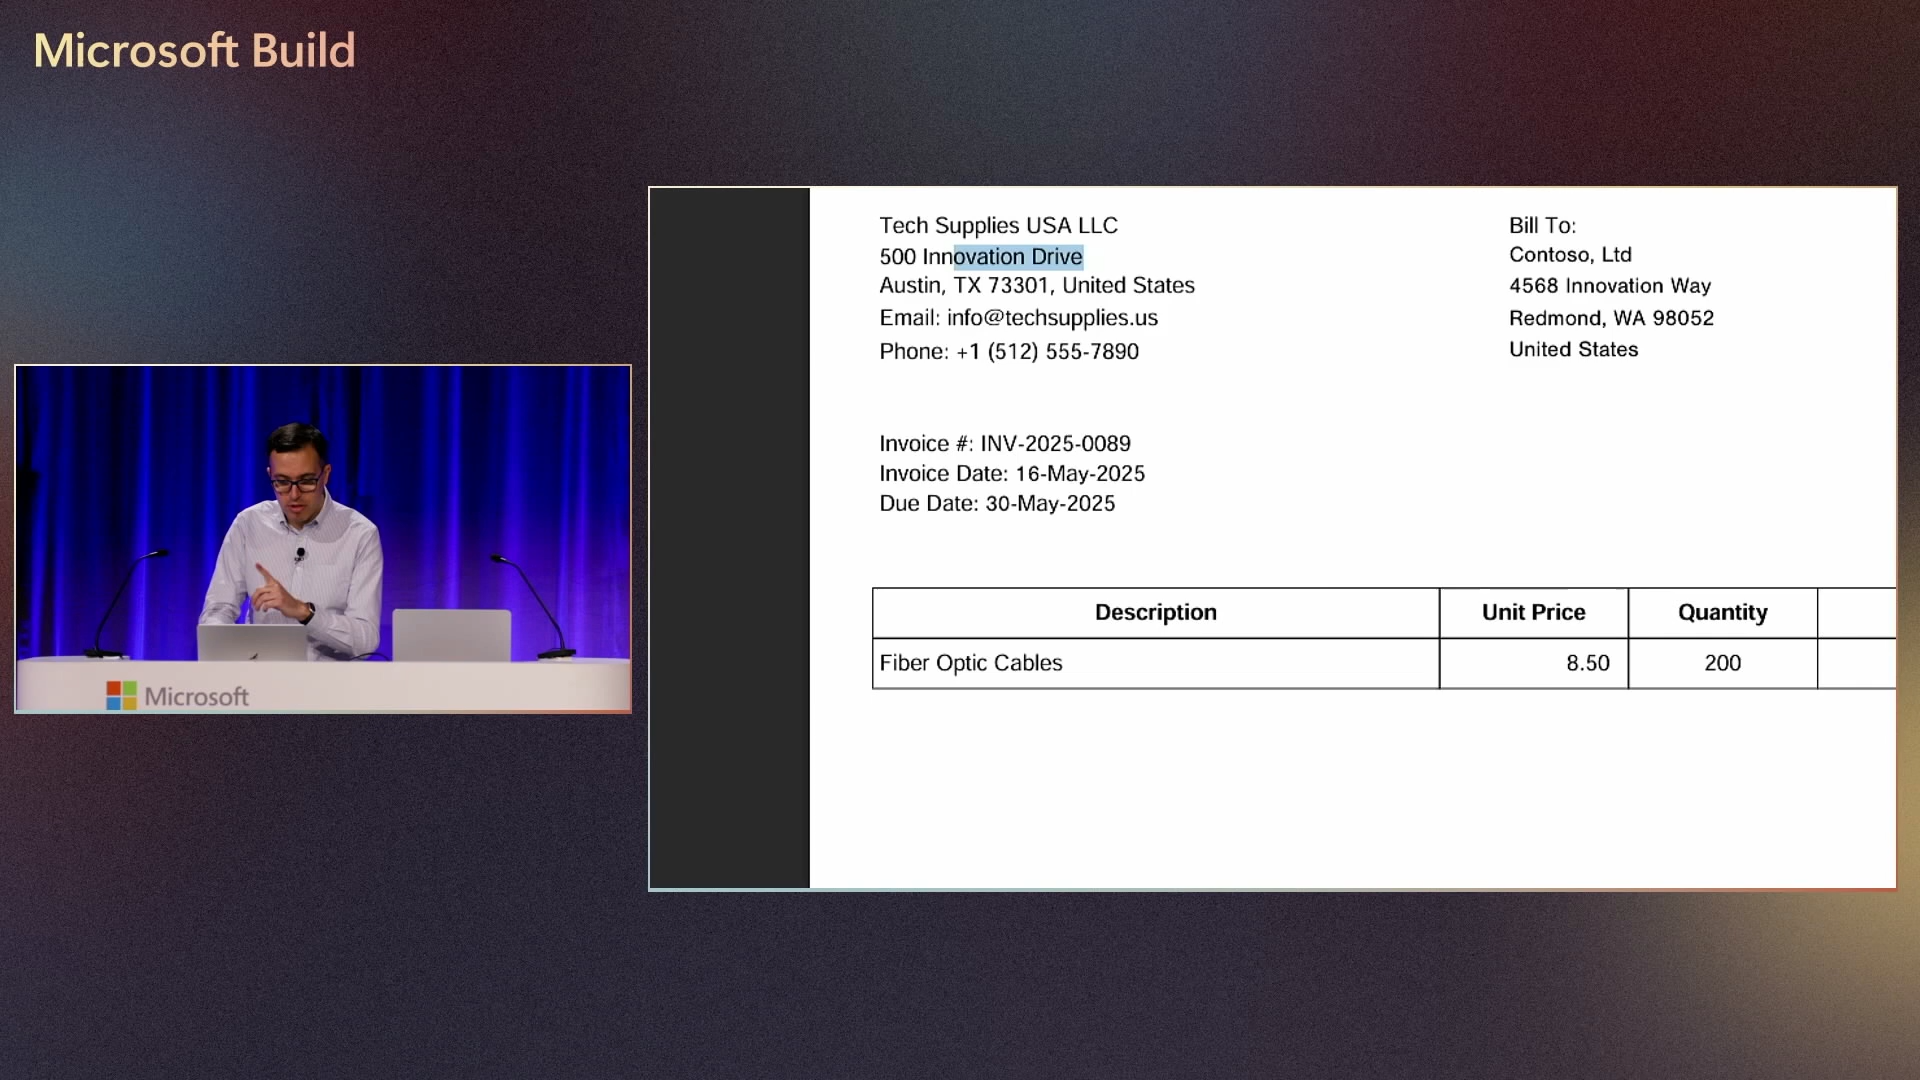 Microsoft Build
Tech Supplies USA LLC
500 Innovation Drive
Austin, TX 73301, United States
Email: info@techsupplies.us
Phone: +1 (512) 555-7890
Bill To:
Contoso, Ltd
4568 Innovation Way
Redmond, WA 98052
United States
Invoice #: INV-2025-0089
Invoice Date: 16-May-2025
Due Date: 30-May-2025
Description Unit Price Quantity
Fiber Optic Cables 8.50 200
Microsoft